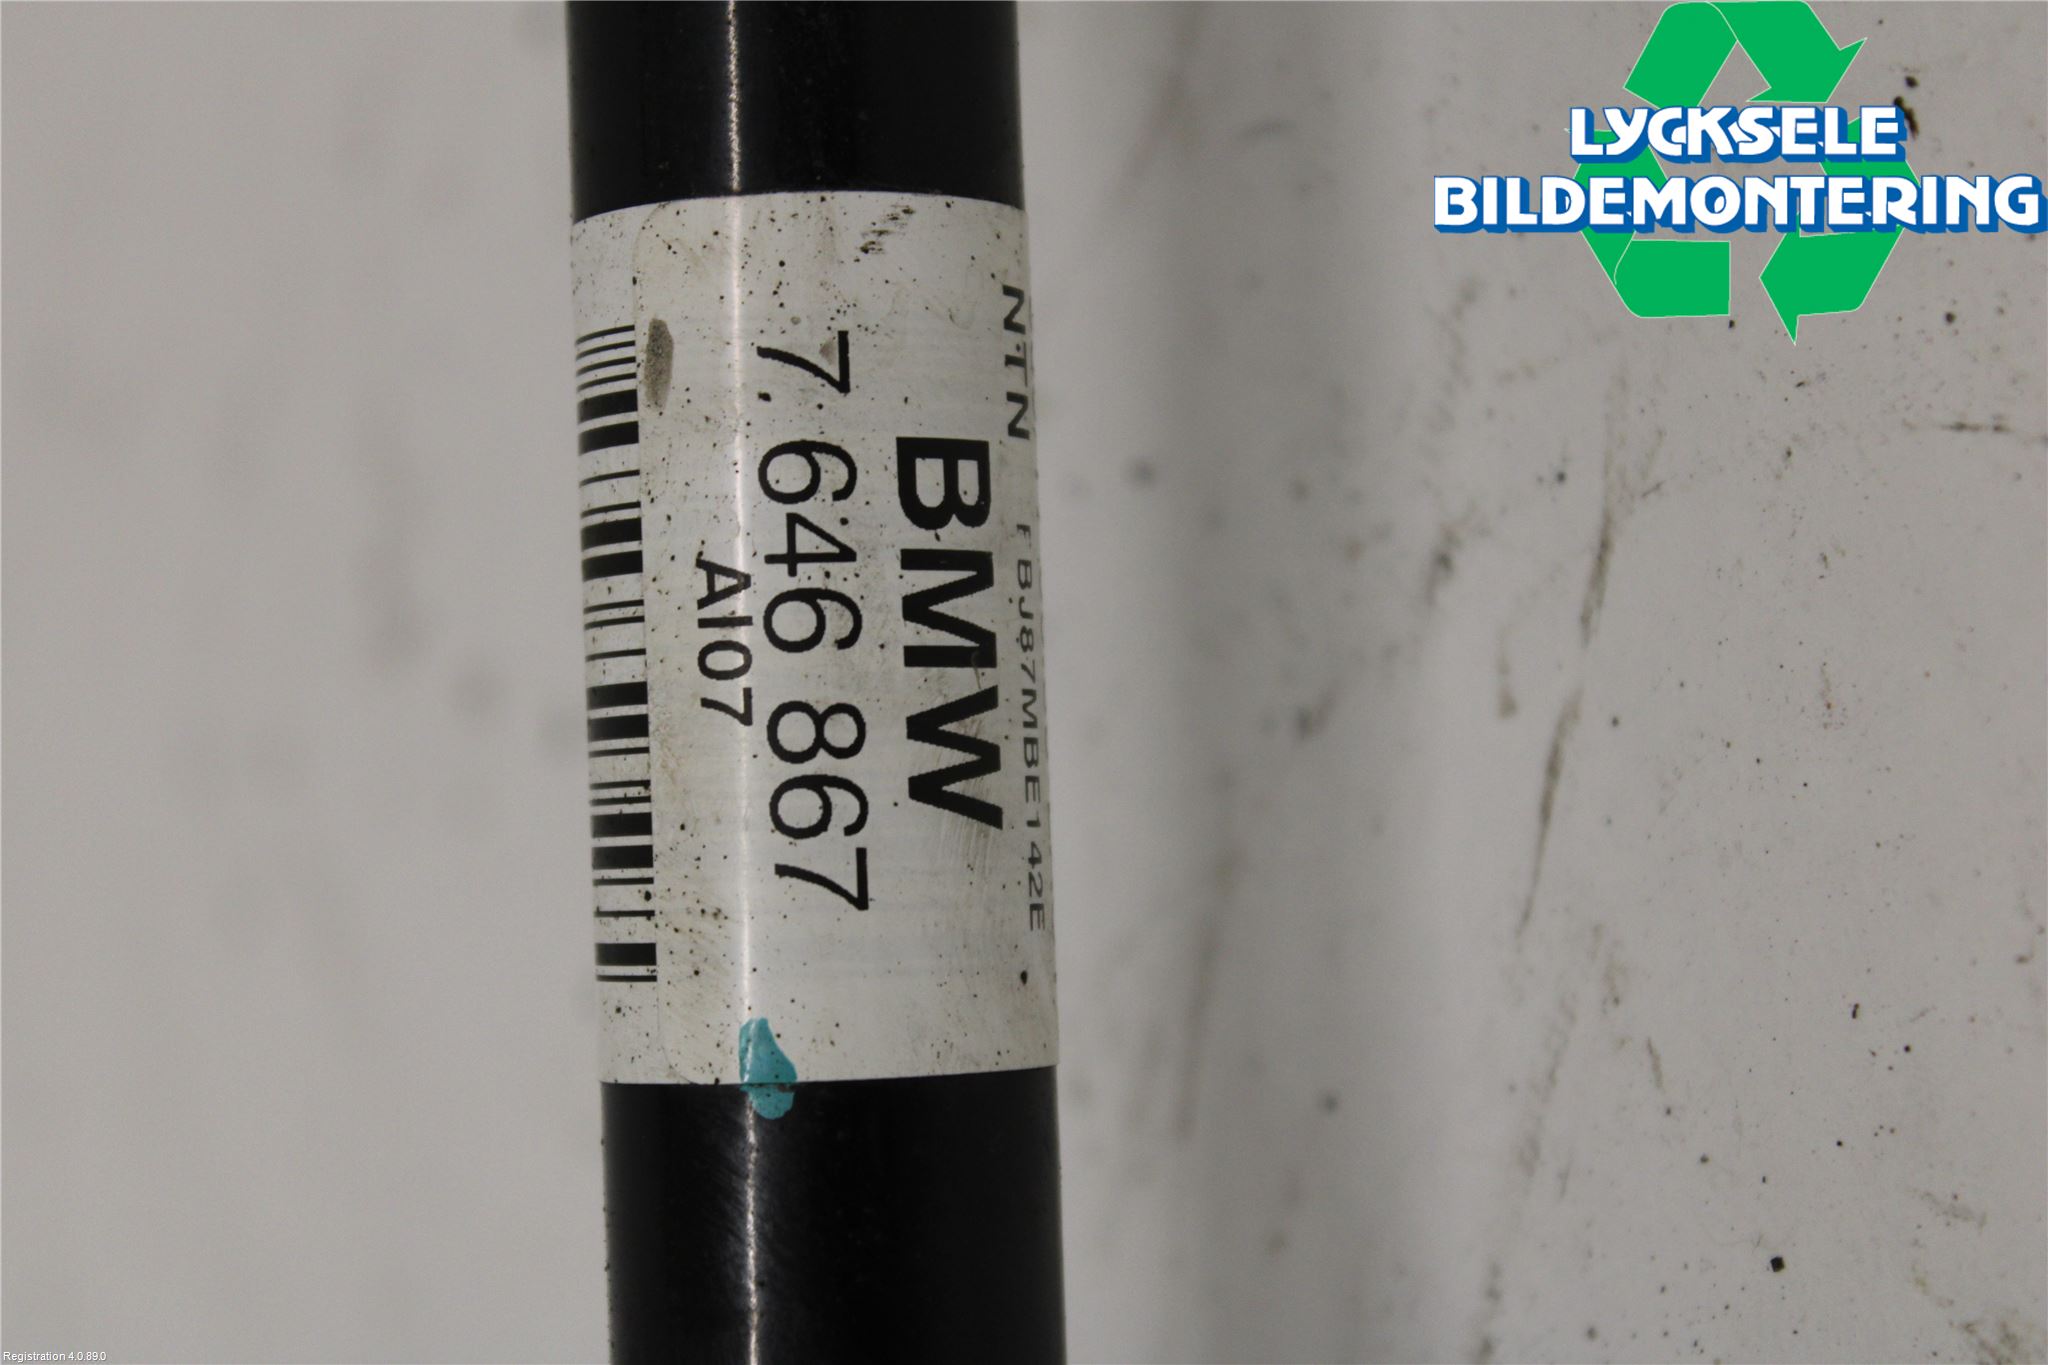 LYCKSELE
BILDEMONTERING
NTN FBJ87MBE142E
BMW
7. 646 867
AI07
Registration 4.0.89.0